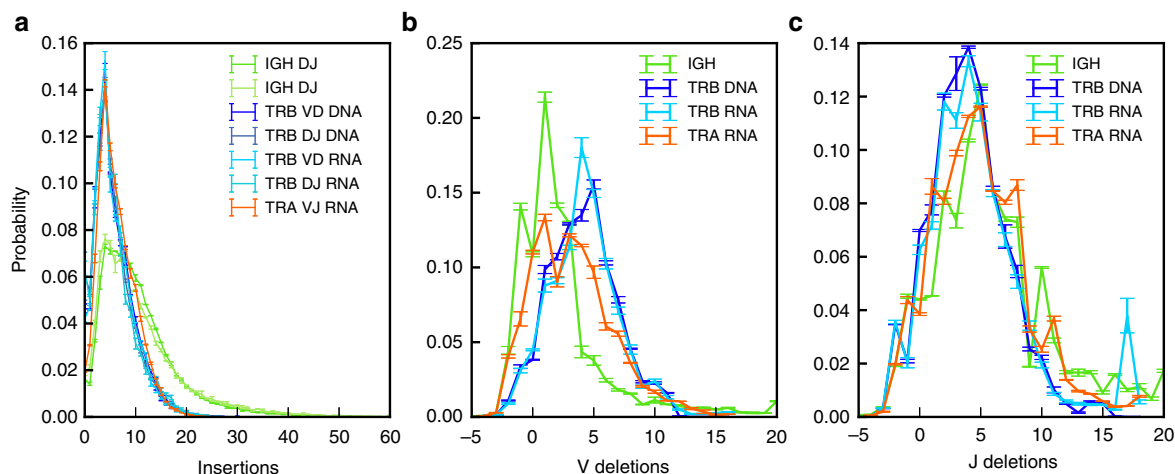 a
0.16
0.14
0.12
0.10
0.08
0.06
0.04
0.02
0.00
Probability
0
10
20
30
40
50
60
Insertions
IGH DJ
IGH DJ
TRB VD DNA
TRB DJ DNA
TRB VD RNA
TRB DJ RNA
TRA VJ RNA
b
0.25
0.20
0.15
0.10
0.05
0.00
−5
0
5
10
15
20
V deletions
IGH
TRB DNA
TRB RNA
TRA RNA
c
0.14
0.12
0.10
0.08
0.06
0.04
0.02
0.00
−5
0
5
10
15
20
J deletions
IGH
TRB DNA
TRB RNA
TRA RNA